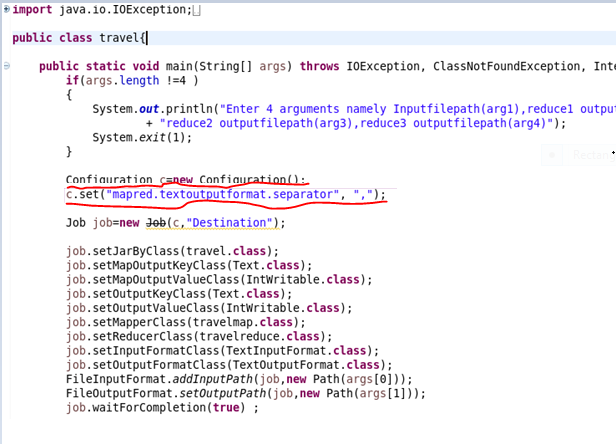 import java.io.IOException;
public class travel{
public static void main(String[] args) throws IOException, ClassNotFoundException, Inte
if(args.length !=4 )
{
System.out.println("Enter 4 arguments namely Inputfilepath(arg1),reduce1 outpu
+ "reduce2 outputfilepath(arg3),reduce3 outputfilepath(arg4)");
System.exit(1);
}
Configuration c=new Configuration();
c.set("mapred.textoutputformat.separator", ",");
Job job=new Job(c,"Destination");
job.setJarByClass(travel.class);
job.setMapOutputKeyClass(Text.class);
job.setMapOutputValueClass(IntWritable.class);
job.setOutputKeyClass(Text.class);
job.setOutputValueClass(IntWritable.class);
job.setMapperClass(travelmap.class);
job.setReducerClass(travelreduce.class);
job.setInputFormatClass(TextInputFormat.class);
job.setOutputFormatClass(TextOutputFormat.class);
FileInputFormat.addInputPath(job,new Path(args[0]));
FileOutputFormat.setOutputPath(job,new Path(args[1]));
job.waitForCompletion(true) ;